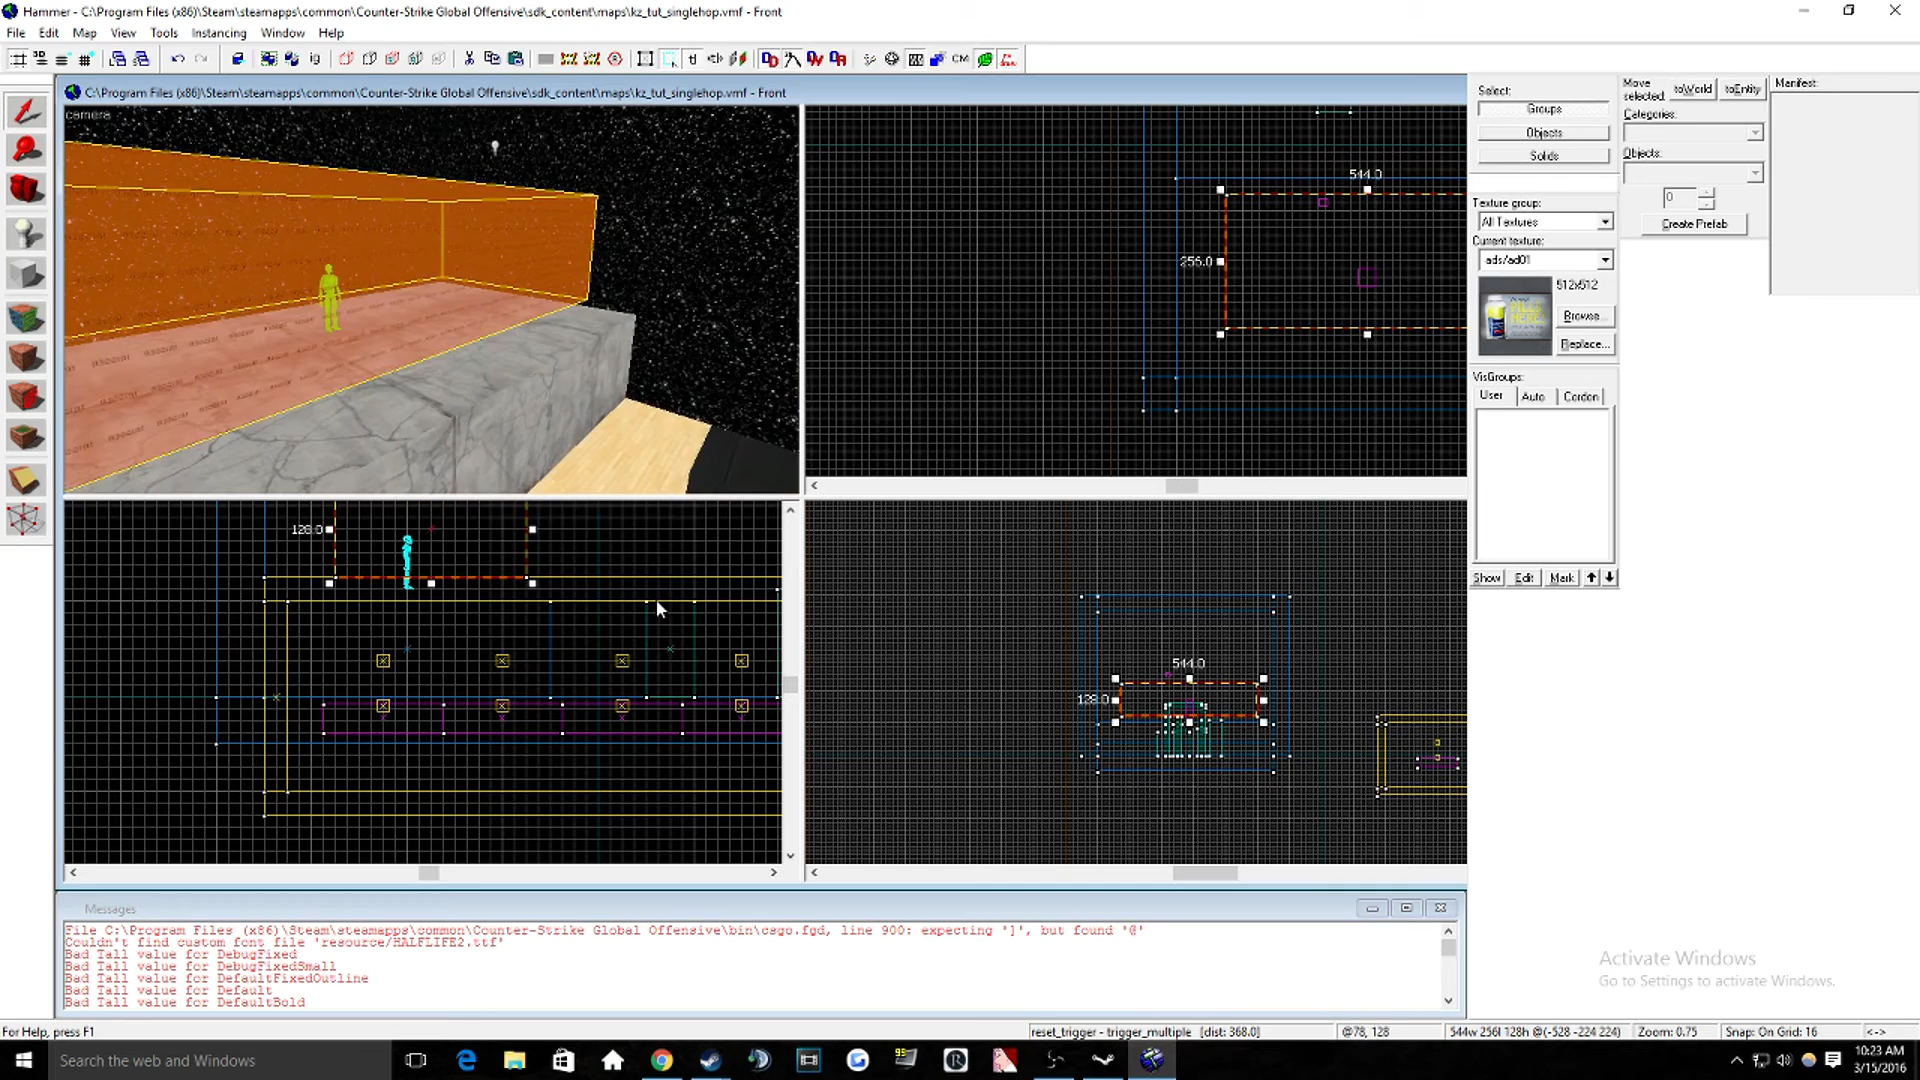 Hammer - C:\Program Files (x86)\Steam\steamapps\common\Counter-Strike Global Offensive\sdk_content\maps\kz_tut_singlehop.vmf - Front
File Edit Map View Tools Instancing Window Help
C:\Program Files (x86)\Steam\steamapps\common\Counter-Strike Global Offensive\sdk_content\maps\kz_tut_singlehop.vmf - Front
camera
544.0
256.0
128.0
544.0
128.0
Select:
Groups
Objects
Solids
Texture group:
All Textures
Current texture:
ads/ad01
512x512
Browse...
Replace...
VisGroups:
User Auto Cordon
Show Edit Mark
Move selected: toWorld toEntity
Categories:
Objects:
0
Create Prefab
Manifest:
Messages
File C:\Program Files (x86)\Steam\steamapps\common\Counter-Strike Global Offensive\bin\csgo.fgd, line 900: expecting ']', but found '@'
Couldn't find custom font file 'resource/HALFLIFE2.ttf'
Bad Tall value for DebugFixed
Bad Tall value for DebugFixedSmall
Bad Tall value for DefaultFixedOutline
Bad Tall value for Default
Bad Tall value for DefaultBold
Activate Windows
Go to Settings to activate Windows.
For Help, press F1
reset_trigger - trigger_multiple [dist: 368.0]
@78, 128
544w 256l 128h @(-528 -224 224)
Zoom: 0.75
Snap: On Grid: 16
<->
Search the web and Windows
10:23 AM
3/15/2016